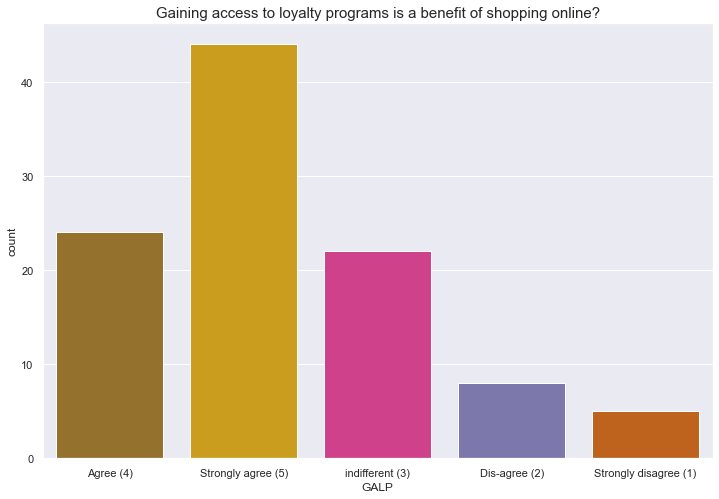 Gaining access to loyalty programs is a benefit of shopping online?
count
40
30
20
10
0
Agree (4)
Strongly agree (5)
indifferent (3)
Dis-agree (2)
Strongly disagree (1)
GALP